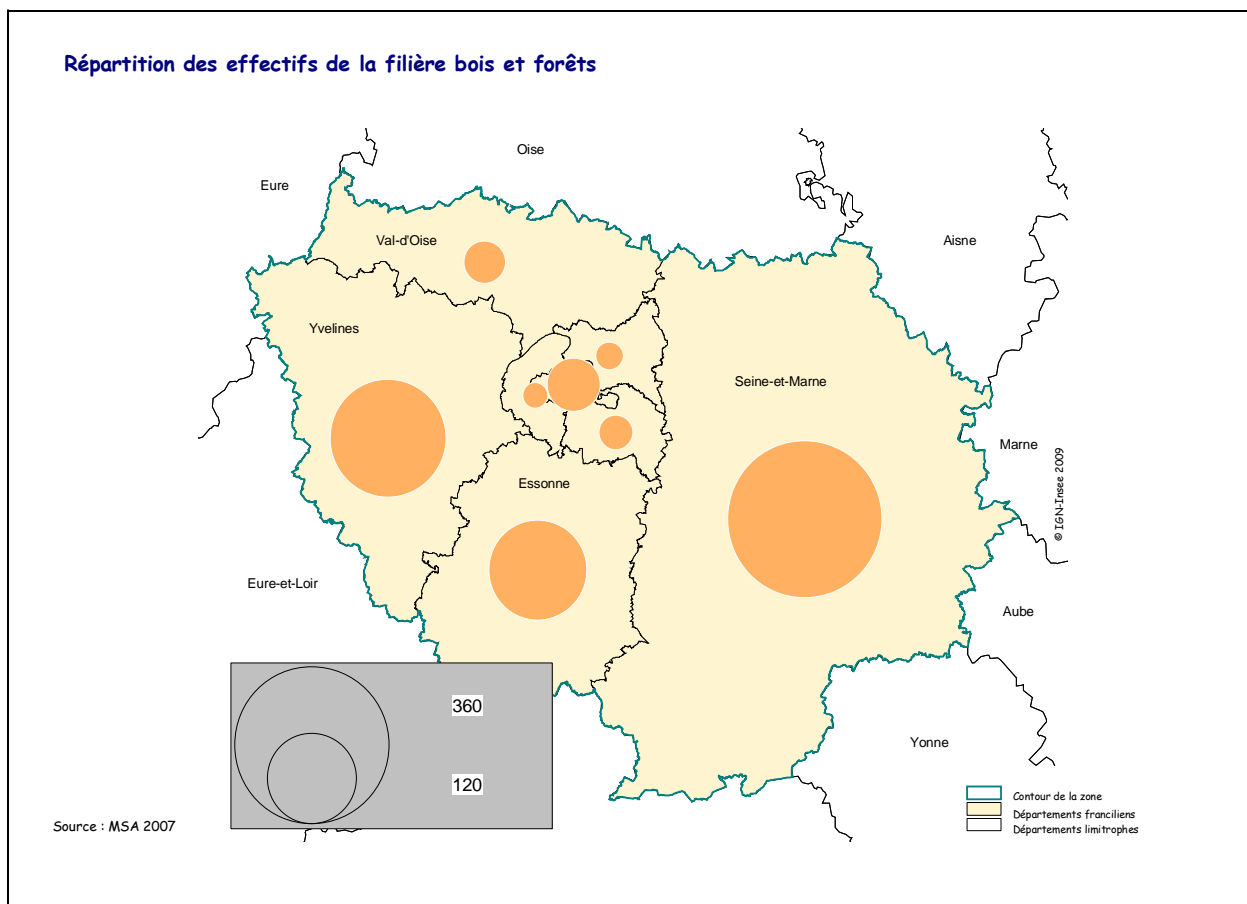 Répartition des effectifs de la filière bois et forêts
Oise
Eure
Val-d'Oise
Aisne
Yvelines
Seine-et-Marne
Marne
Essonne
© IGN-Insee 2009
Eure-et-Loir
Aube
360
Yonne
120
Contour de la zone
Départements franciliens
Départements limitrophes
Source : MSA 2007